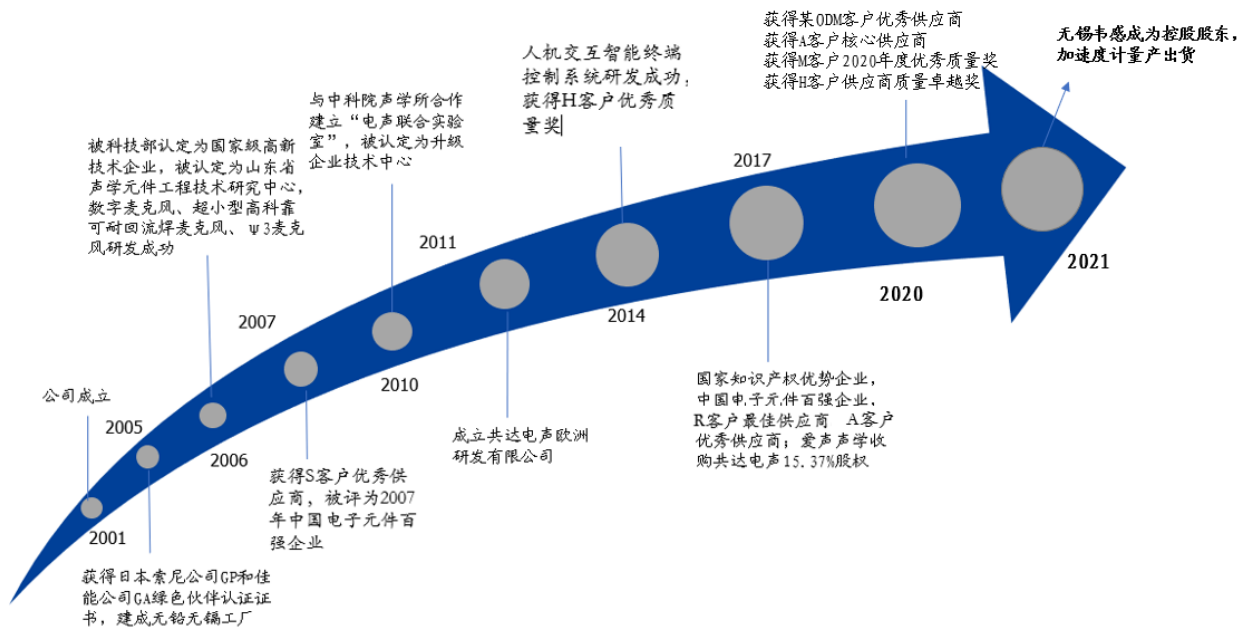 公司成立
2001
2005
获得日本索尼公司GP和佳
能公司GA绿色伙伴认证证
书，建成无铅无镉工厂
被科技部认定为国家级高新
技术企业，被认定为山东省
声学元件工程技术研究中心，
数字麦克风、超小型高科靠
可耐回流焊麦克风、Ψ3麦克
风研发成功
2006
2007
获得S客户优秀供
应商，被评为2007
年中国电子元件百
强企业
与中科院声学所合作
建立“电声联合实验
室”，被认定为升级
企业技术中心
2010
2011
成立共达电声欧洲
研发有限公司
人机交互智能终端
控制系统研发成功；
获得H客户优秀质
量奖
2014
2017
国家知识产权优势企业，
中国电子元件百强企业，
R客户最佳供应商 A客户
优秀供应商；爱声声学收
购共达电声15.37%股权
获得某ODM客户优秀供应商
获得A客户核心供应商
获得M客户2020年度优秀质量奖
获得H客户供应商质量卓越奖
2020
无锡韦感成为控股股东，
加速度计量产出货
2021